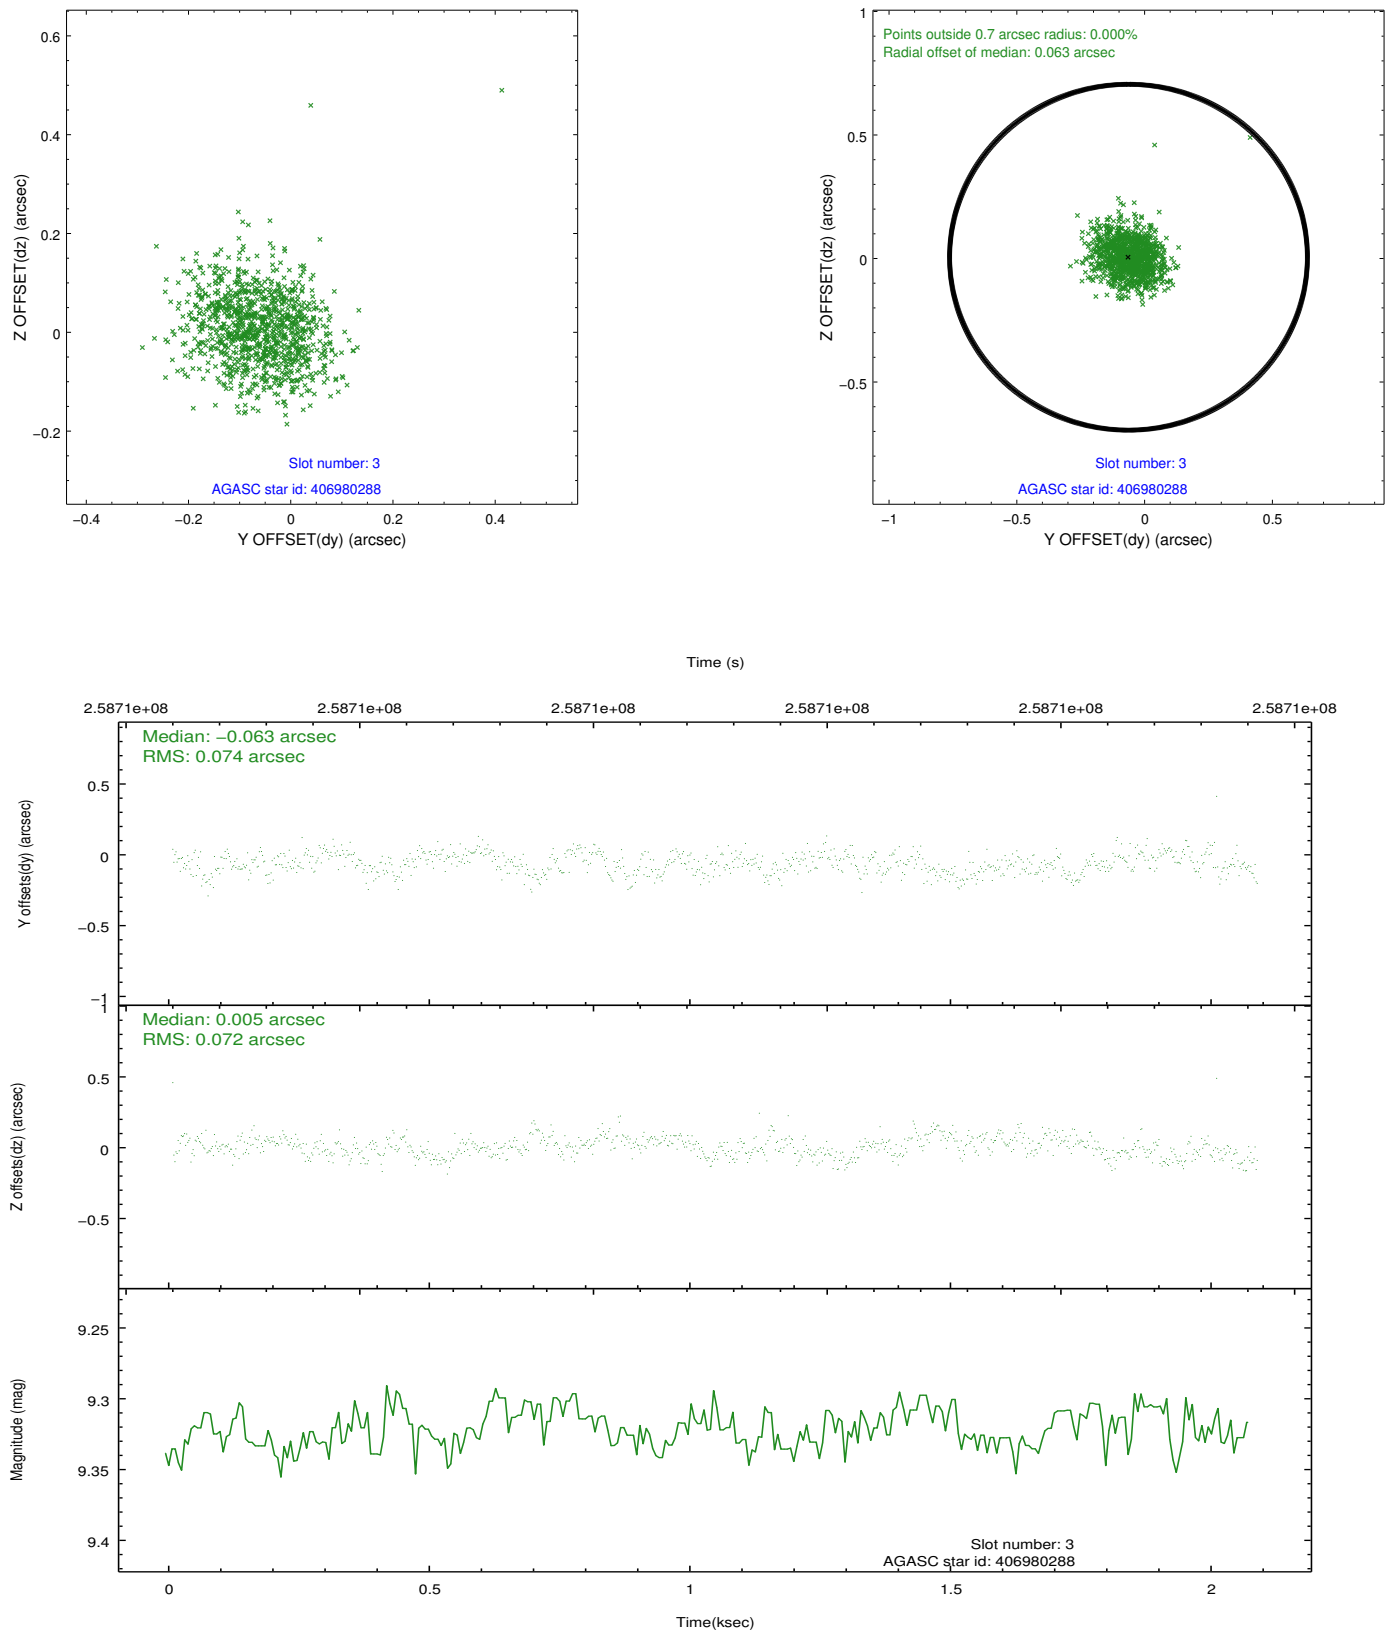 0.6
0.4
0.2
0
−0.2
Z OFFSET(dz) (arcsec)
Slot number: 3
AGASC star id: 406980288
−0.4 −0.2 0 0.2 0.4
Y OFFSET(dy) (arcsec)
1
0.5
0
−0.5
Z OFFSET(dz) (arcsec)
Points outside 0.7 arcsec radius: 0.000%
Radial offset of median: 0.063 arcsec
Slot number: 3
AGASC star id: 406980288
−1 −0.5 0 0.5
Y OFFSET(dy) (arcsec)
Time (s)
2.5871e+08 2.5871e+08 2.5871e+08 2.5871e+08 2.5871e+08 2.5871e+08
Median: −0.063 arcsec
RMS: 0.074 arcsec
0.5
0
−0.5
−1
Y offsets(dy) (arcsec)
1
Median: 0.005 arcsec
RMS: 0.072 arcsec
0.5
0
−0.5
Z offsets(dz) (arcsec)
9.25
9.3
9.35
9.4
Magnitude (mag)
Slot number: 3
AGASC star id: 406980288
0 0.5 1 1.5 2
Time(ksec)